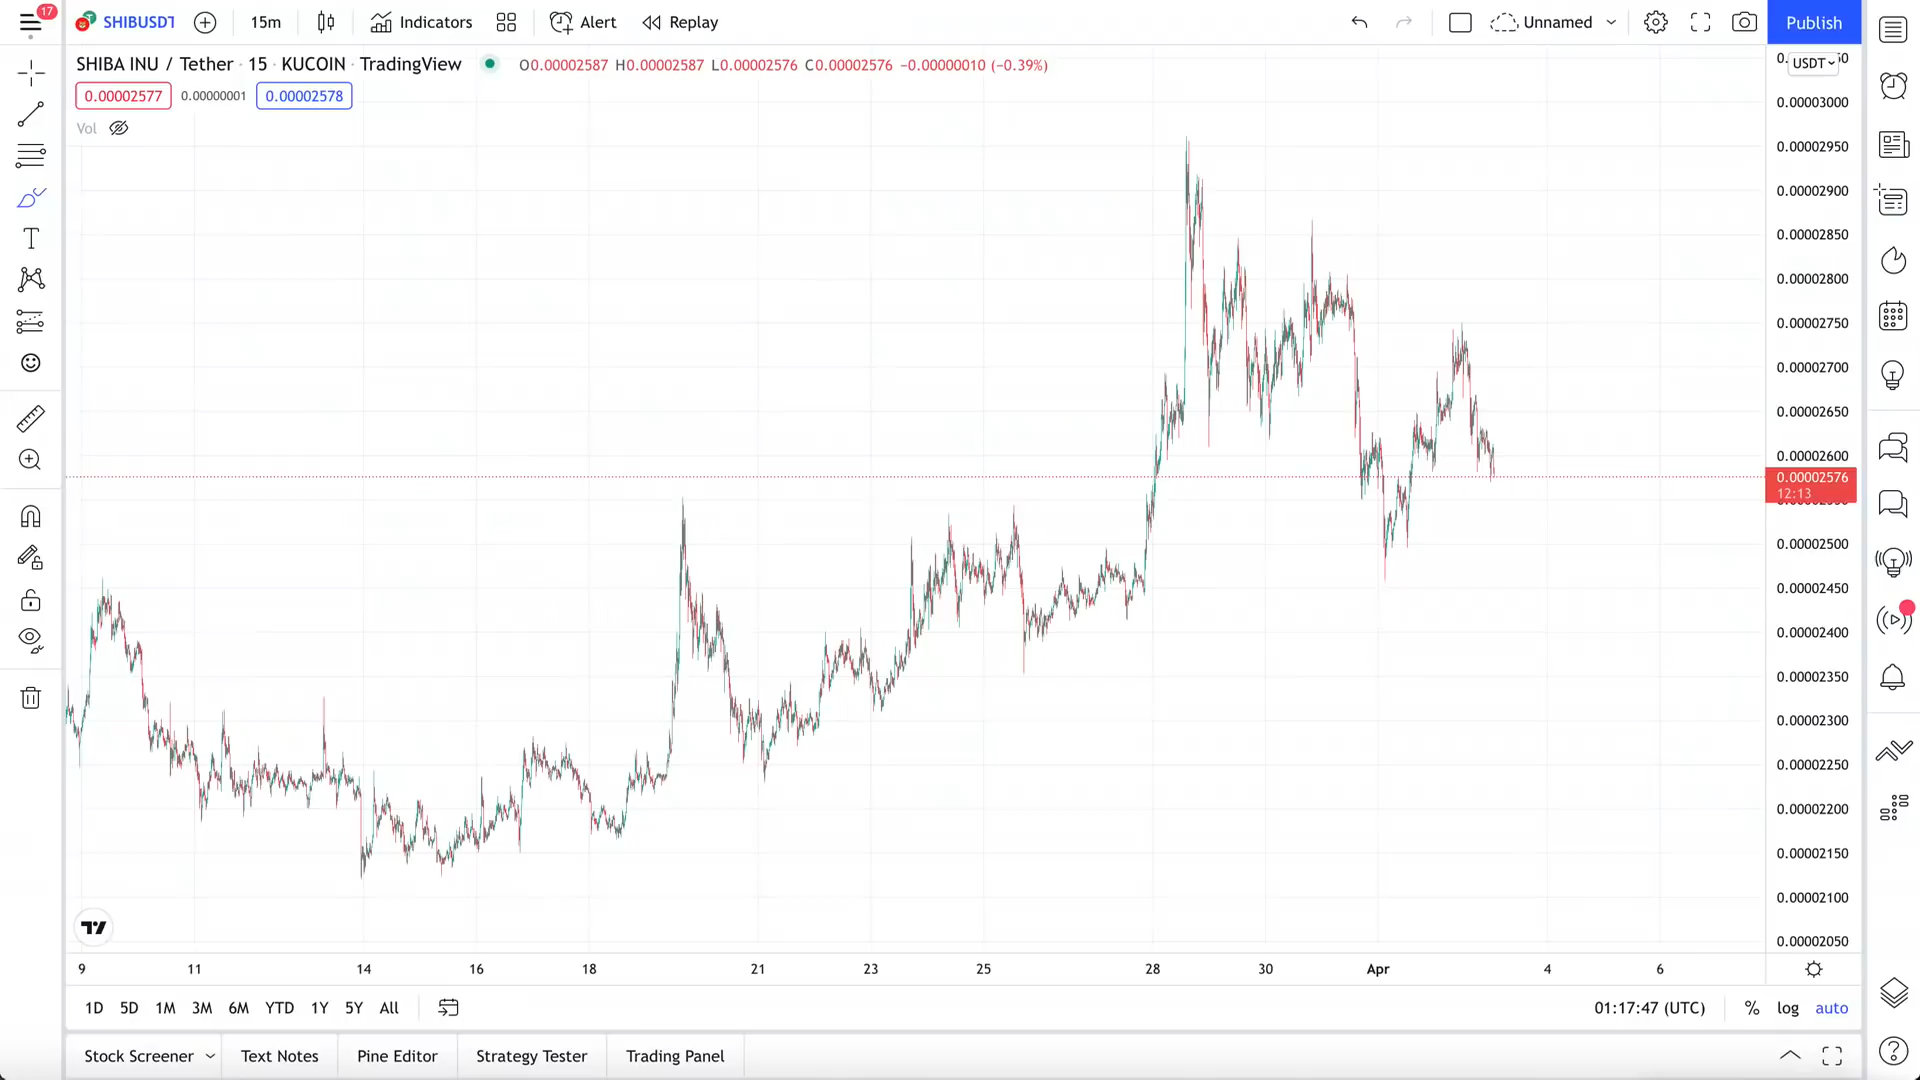 17
SHIBUSDT
15m
Indicators
Alert
Replay
Unnamed
Publish
SHIBA INU / Tether · 15 · KUCOIN · TradingView
O0.00002587 H0.00002587 L0.00002576 C0.00002576 −0.00000010 (−0.39%)
USDT
0.00002577
0.00000001
0.00002578
Vol
0.00003000
0.00002950
0.00002900
0.00002850
0.00002800
0.00002750
0.00002700
0.00002650
0.00002600
0.00002576
12:13
0.00002500
0.00002450
0.00002400
0.00002350
0.00002300
0.00002250
0.00002200
0.00002150
0.00002100
0.00002050
9 11 14 16 18 21 23 25 28 30 Apr 4 6
1D 5D 1M 3M 6M YTD 1Y 5Y All
01:17:47 (UTC)
% log auto
Stock Screener
Text Notes
Pine Editor
Strategy Tester
Trading Panel